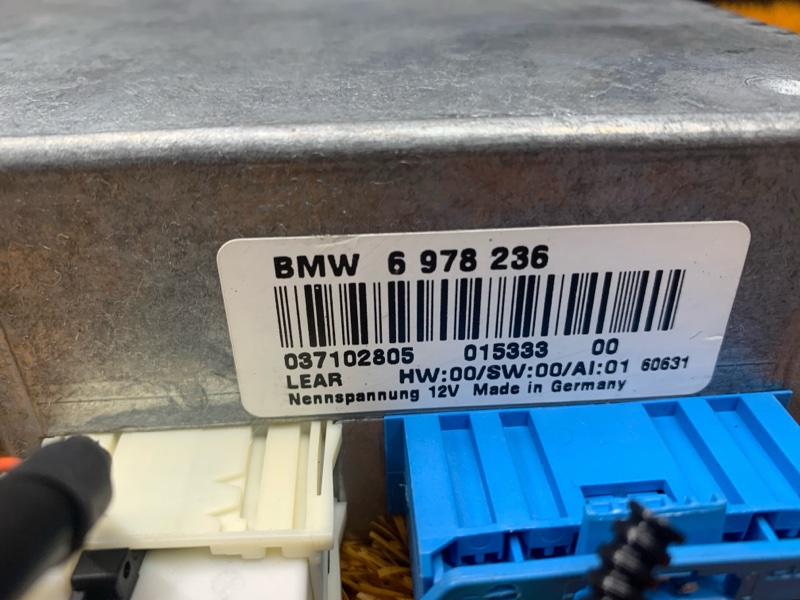 BMW 6 978 236
037102805 015333 00
LEAR HW:00/SW:00/AI:01 60631
Nennspannung 12V Made in Germany